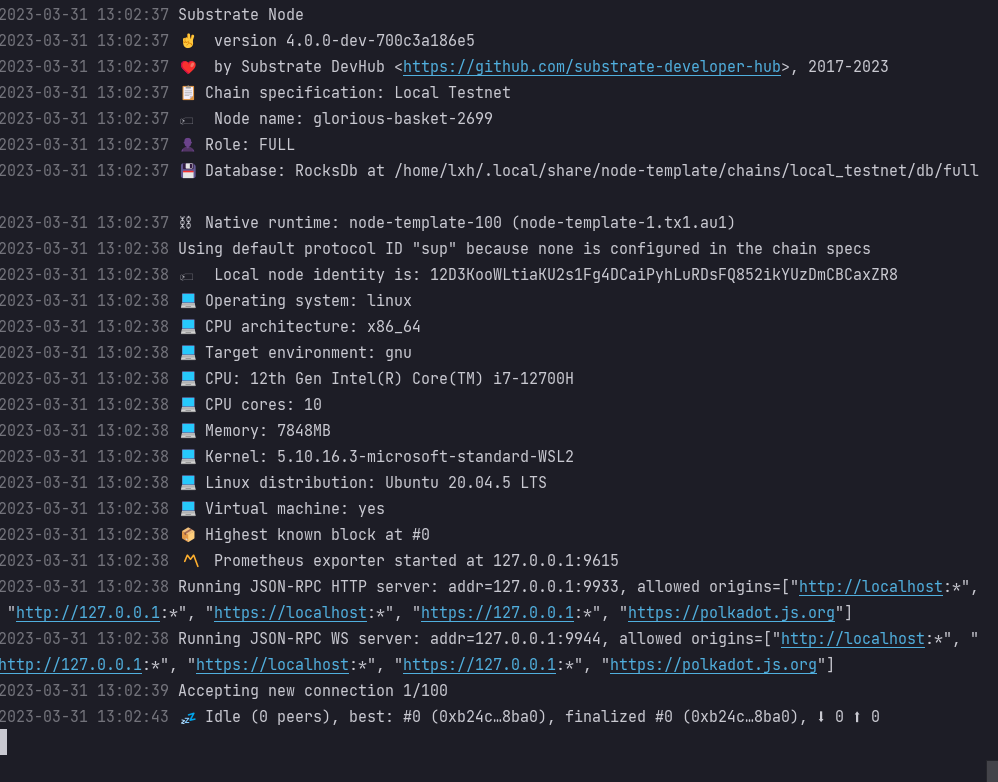 2023-03-31 13:02:37 Substrate Node
2023-03-31 13:02:37 ✌️  version 4.0.0-dev-700c3a186e5
2023-03-31 13:02:37 ❤️  by Substrate DevHub <https://github.com/substrate-developer-hub>, 2017-2023
2023-03-31 13:02:37 📋 Chain specification: Local Testnet
2023-03-31 13:02:37 🏷  Node name: glorious-basket-2699
2023-03-31 13:02:37 👤 Role: FULL
2023-03-31 13:02:37 💾 Database: RocksDb at /home/lxh/.local/share/node-template/chains/local_testnet/db/full
2023-03-31 13:02:37 ⛓ Native runtime: node-template-100 (node-template-1.tx1.au1)
2023-03-31 13:02:38 Using default protocol ID "sup" because none is configured in the chain specs
2023-03-31 13:02:38 🏷  Local node identity is: 12D3KooWLtiaKU2s1Fg4DCaiPyhLuRDsFQ852ikYUzDmCBCaxZR8
2023-03-31 13:02:38 💻 Operating system: linux
2023-03-31 13:02:38 💻 CPU architecture: x86_64
2023-03-31 13:02:38 💻 Target environment: gnu
2023-03-31 13:02:38 💻 CPU: 12th Gen Intel(R) Core(TM) i7-12700H
2023-03-31 13:02:38 💻 CPU cores: 10
2023-03-31 13:02:38 💻 Memory: 7848MB
2023-03-31 13:02:38 💻 Kernel: 5.10.16.3-microsoft-standard-WSL2
2023-03-31 13:02:38 💻 Linux distribution: Ubuntu 20.04.5 LTS
2023-03-31 13:02:38 💻 Virtual machine: yes
2023-03-31 13:02:38 📦 Highest known block at #0
2023-03-31 13:02:38 〽️ Prometheus exporter started at 127.0.0.1:9615
2023-03-31 13:02:38 Running JSON-RPC HTTP server: addr=127.0.0.1:9933, allowed origins=["http://localhost:*",
"http://127.0.0.1:*", "https://localhost:*", "https://127.0.0.1:*", "https://polkadot.js.org"]
2023-03-31 13:02:38 Running JSON-RPC WS server: addr=127.0.0.1:9944, allowed origins=["http://localhost:*", "
http://127.0.0.1:*", "https://localhost:*", "https://127.0.0.1:*", "https://polkadot.js.org"]
2023-03-31 13:02:39 Accepting new connection 1/100
2023-03-31 13:02:43 💤 Idle (0 peers), best: #0 (0xb24c…8ba0), finalized #0 (0xb24c…8ba0), ⬇ 0 ⬆ 0